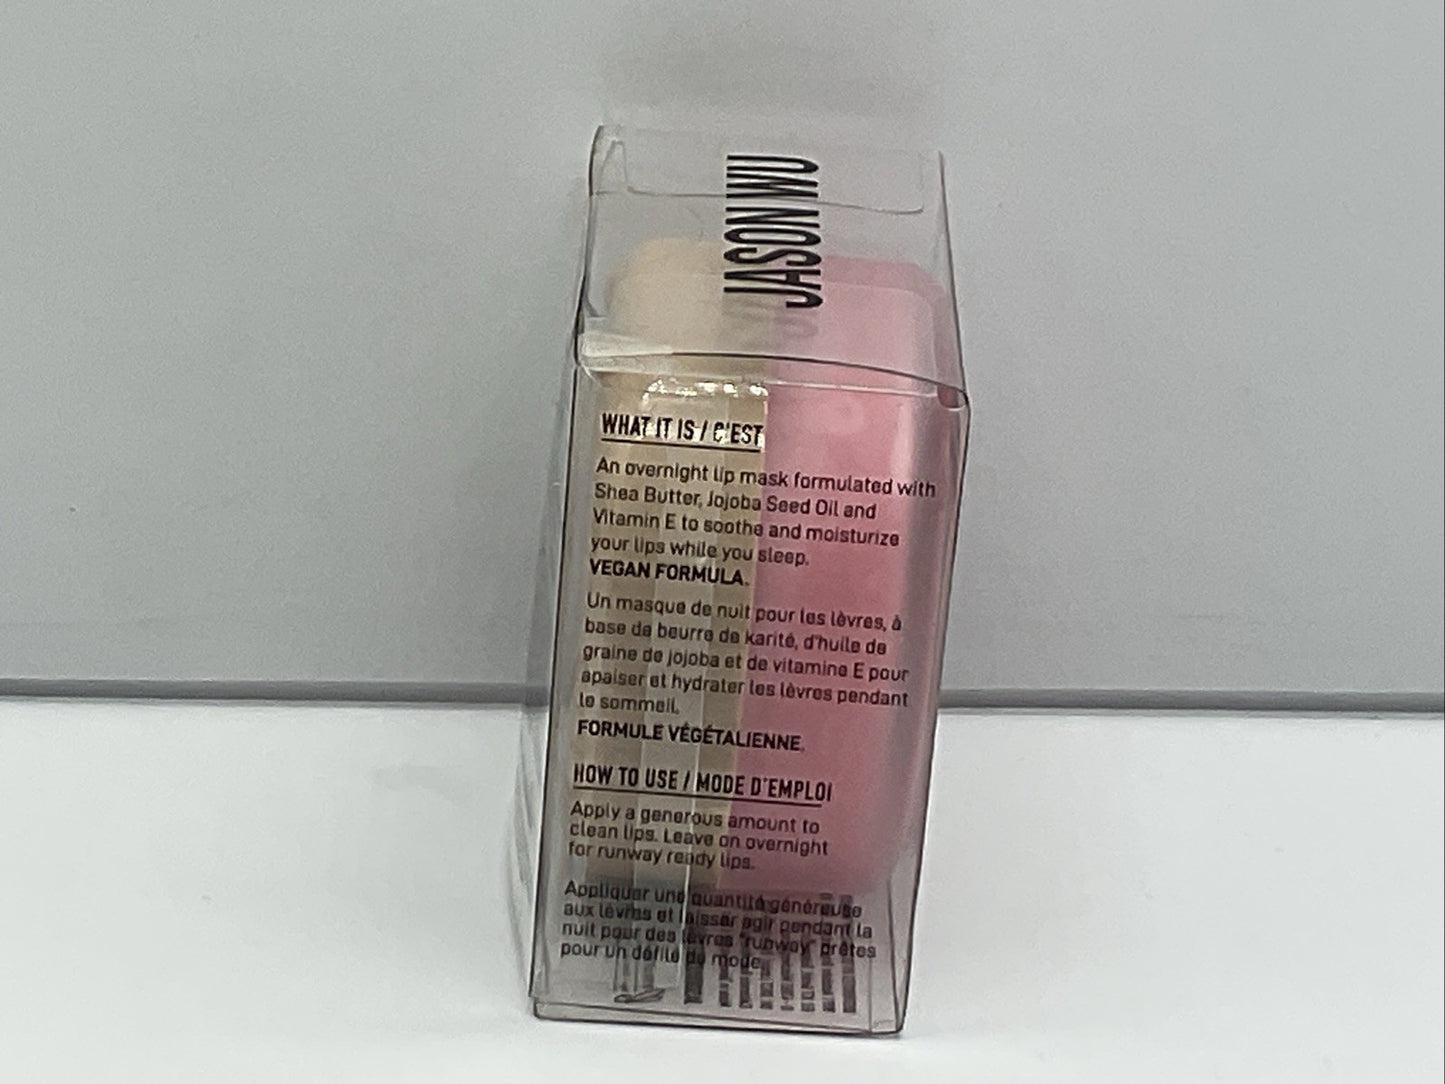 JASON WU
WHAT IT IS / C'EST
An overnight lip mask formulated with
Shea Butter, Jojoba Seed Oil and
Vitamin E to soothe and moisturize
your lips while you sleep.
VEGAN FORMULA.
Un masque de nuit pour les lèvres, à
base de beurre de karité, d'huile de
graine de jojoba et de vitamine E pour
apaiser et hydrater les lèvres pendant
le sommeil.
FORMULE VÉGÉTALIENNE.
HOW TO USE / MODE D'EMPLOI
Apply a generous amount to
clean lips. Leave on overnight
for runway ready lips.
Appliquer une quantité généreuse
aux lèvres et laisser agir pendant la
nuit pour des lèvres "runway" prêtes
pour un défilé de mode.